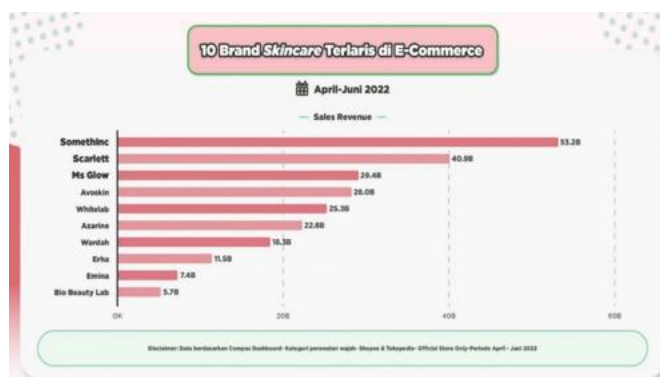 10 Brand Skincare Terlaris di E-Commerce
April-Juni 2022
Sales Revenue
Somethinc 53.2B
Scarlett 40.9B
Ms Glow 29.4B
Avoskin 28.0B
Whitelab 25.3B
Azarine 22.8B
Wardah 18.3B
Erha 11.5B
Emina 7.4B
Bio Beauty Lab 5.7B
0K 20B 40B 60B
Disclaimer: Data berdasarkan Compas Dashboard- Kategori perawatan wajah- Shopee & Tokopedia- Official Store Only-Periode April - Juni 2022